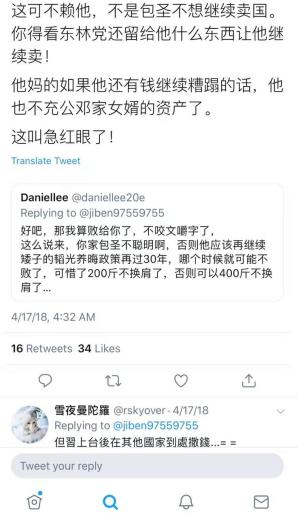 这可不赖他，不是包圣不想继续卖国。
你得看东林党还留给他什么东西让他继
续卖！
他妈的如果他还有钱继续糟蹋的话，他
也不充公邓家女婿的资产了。
这叫急红眼了！
Translate Tweet
Daniellee @daniellee20e
Replying to @jiben97559755
好吧，那我算败给你了，不咬文嚼字了，
这么说来，你家包圣不聪明啊，否则他应该再继续
矮子的韬光养晦政策再过30年，哪个时候就可能不
败了，可惜了200斤不换肩了，否则可以400斤不换
肩了...
4/17/18, 4:32 AM
16 Retweets 34 Likes
雪夜曼陀羅 @rskyover · 4/17/18
Replying to @jiben97559755
但習上台後在其他國家到處撒錢...= =
Tweet your reply